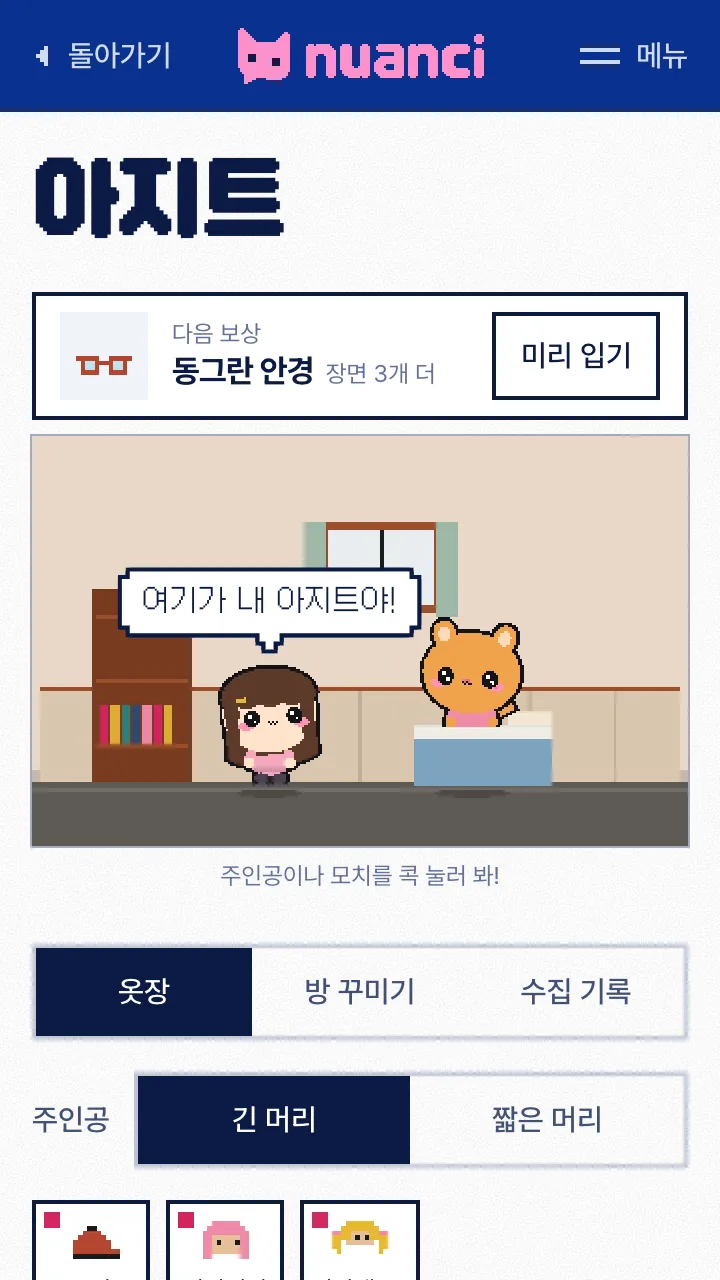 돌아가기
nuanci
메뉴
아지트
다음 보상
동그란 안경 장면 3개 더
미리 입기
여기가 내 아지트야!
주인공이나 모치를 콕 눌러 봐!
옷장
방 꾸미기
수집 기록
주인공
긴 머리
짧은 머리